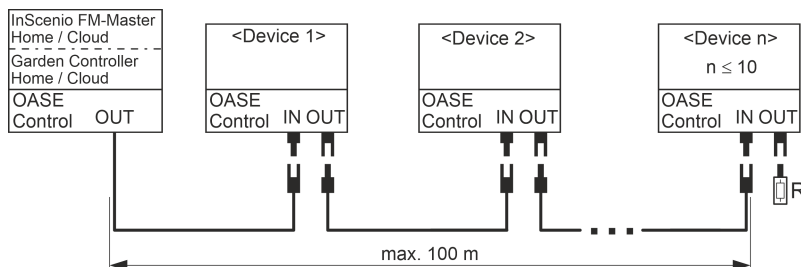 InScenio FM-Master
Home / Cloud
Garden Controller
Home / Cloud
OASE
Control OUT
<Device 1>
OASE
Control IN OUT
<Device 2>
OASE
Control IN OUT
<Device n>
n ≤ 10
OASE
Control IN OUT
R
max. 100 m